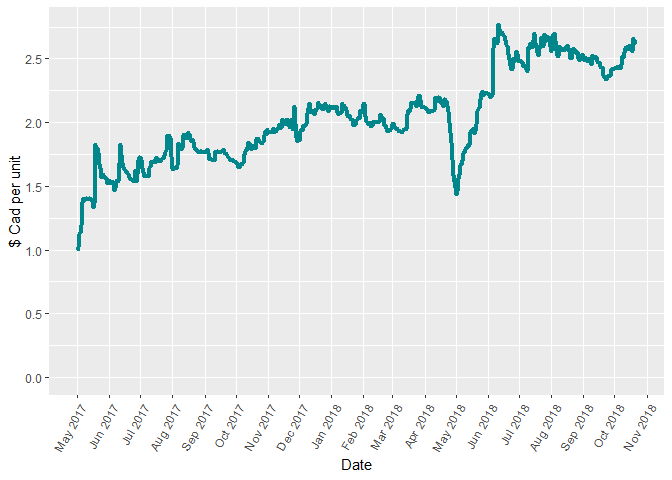 $ Cad per unit
2.5
2.0
1.5
1.0
0.5
0.0
May 2017
Jun 2017
Jul 2017
Aug 2017
Sep 2017
Oct 2017
Nov 2017
Dec 2017
Jan 2018
Feb 2018
Mar 2018
Apr 2018
May 2018
Jun 2018
Jul 2018
Aug 2018
Sep 2018
Oct 2018
Nov 2018
Date